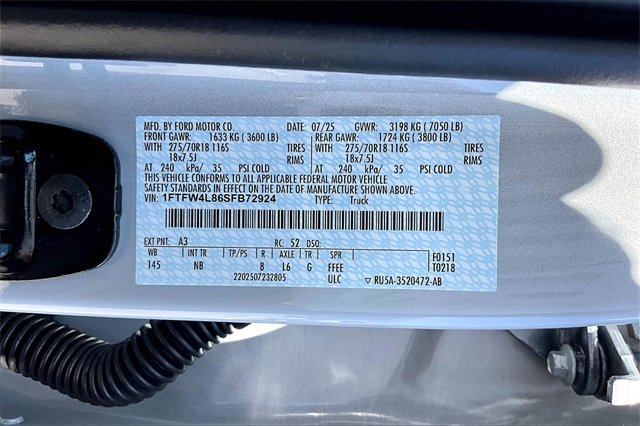 MFD. BY FORD MOTOR CO. DATE: 07/25 GVWR: 3198 KG ( 7050 LB)
FRONT GAWR: 1633 KG ( 3600 LB) REAR GAWR: 1724 KG ( 3800 LB)
WITH 275/70R18 116S TIRES WITH 275/70R18 116S TIRES
18x7.5J RIMS 18x7.5J RIMS
AT 240 kPa/ 35 PSI COLD AT 240 kPa/ 35 PSI COLD
THIS VEHICLE CONFORMS TO ALL APPLICABLE FEDERAL MOTOR VEHICLE
SAFETY STANDARDS IN EFFECT ON THE DATE OF MANUFACTURE SHOWN ABOVE.
VIN: 1FTFW4L86SFB72924 TYPE: Truck
EXT PNT: A3 RC: 52 DSO:
WB INT TR TP/PS R AXLE TR SPR F0151
145 NB 8 L6 G FFEE T0218
2202507232805 ULC RU5A-3520472-AB